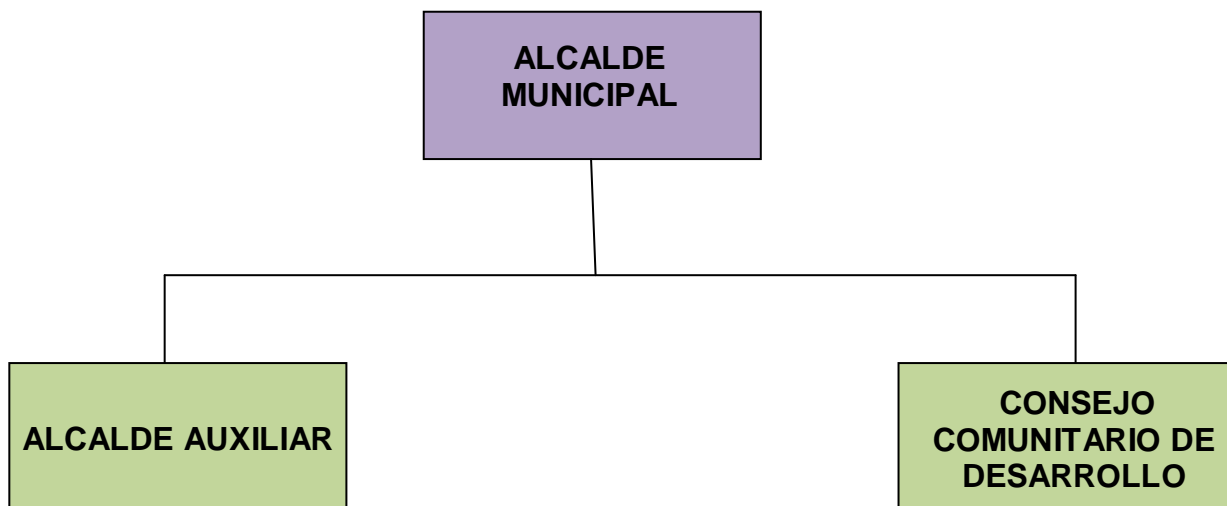 ALCALDE
MUNICIPAL
ALCALDE AUXILIAR
CONSEJO
COMUNITARIO DE
DESARROLLO